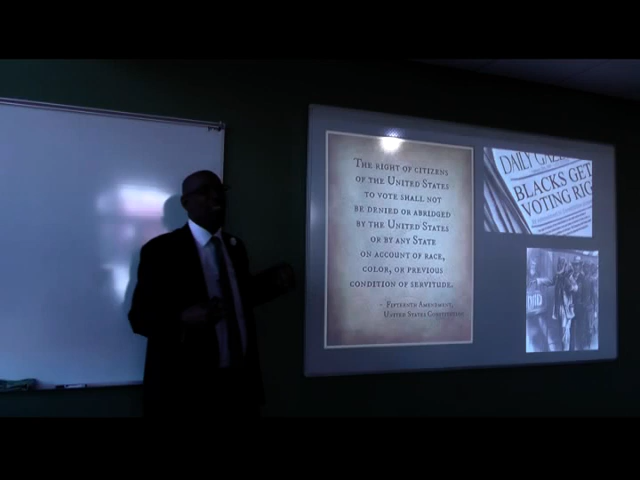 The right of citizens
of the United States
to vote shall not
be denied or abridged
by the United States
or by any State
on account of race,
color, or previous
condition of servitude.
~ Fifteenth Amendment,
United States Constitution
DAILY GAZE
BLACKS GET
VOTING RIG